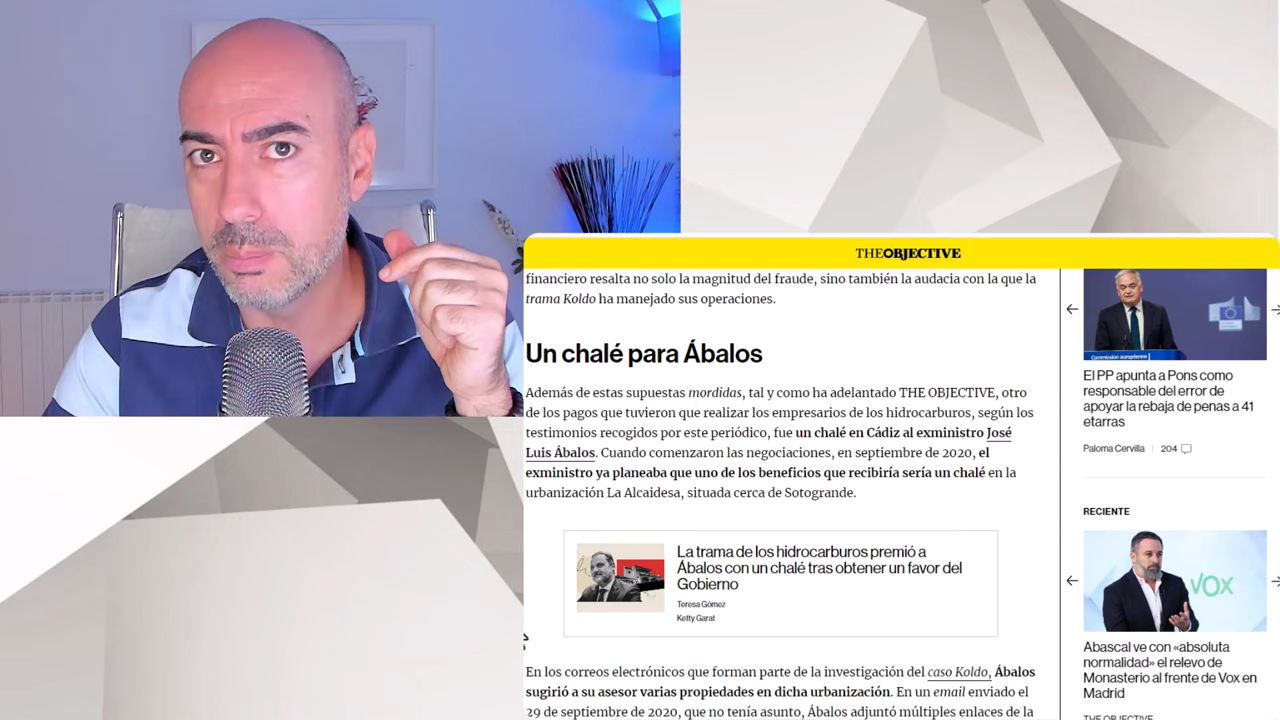 THEOBJECTIVE
financiero resalta no solo la magnitud del fraude, sino también la audacia con la que la
trama Koldo ha manejado sus operaciones.
Un chalé para Ábalos
Además de estas supuestas mordidas, tal y como ha adelantado THE OBJECTIVE, otro
de los pagos que tuvieron que realizar los empresarios de los hidrocarburos, según los
testimonios recogidos por este periódico, fue un chalé en Cádiz al exministro José
Luis Ábalos. Cuando comenzaron las negociaciones, en septiembre de 2020, el
exministro ya planeaba que uno de los beneficios que recibiría sería un chalé en la
urbanización La Alcaidesa, situada cerca de Sotogrande.
La trama de los hidrocarburos premió a
Ábalos con un chalé tras obtener un favor del
Gobierno
Teresa Gómez
Ketty Garat
En los correos electrónicos que forman parte de la investigación del caso Koldo, Ábalos
sugirió a su asesor varias propiedades en dicha urbanización. En un email enviado el
29 de septiembre de 2020, que no tenía asunto, Ábalos adjuntó múltiples enlaces de la
Commission européenne
El PP apunta a Pons como
responsable del error de
apoyar la rebaja de penas a 41
etarras
Paloma Cervilla
204
RECIENTE
VOX
Abascal ve con «absoluta
normalidad» el relevo de
Monasterio al frente de Vox en
Madrid
THE OBJECTIVE